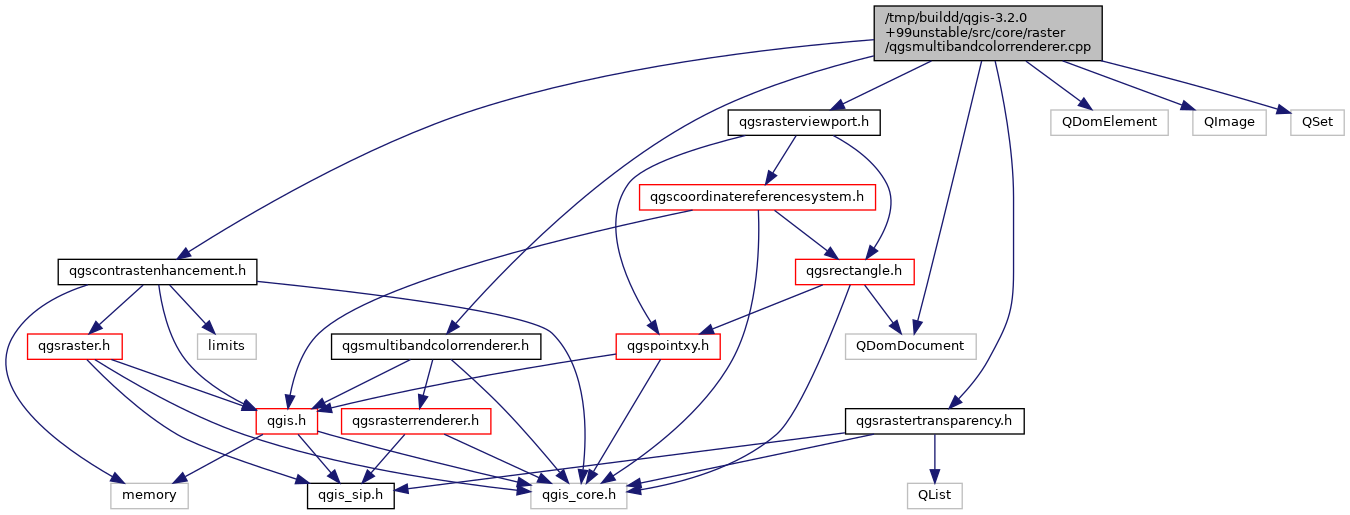 /tmp/buildd/qgis-3.2.0
+99unstable/src/core/raster
/qgsmultibandcolorrenderer.cpp
qgsrasterviewport.h
QDomElement
QImage
QSet
qgscoordinatereferencesystem.h
qgscontrastenhancement.h
qgsrectangle.h
qgsraster.h
limits
qgsmultibandcolorrenderer.h
qgspointxy.h
QDomDocument
qgis.h
qgsrasterrenderer.h
qgsrastertransparency.h
memory
qgis_sip.h
qgis_core.h
QList